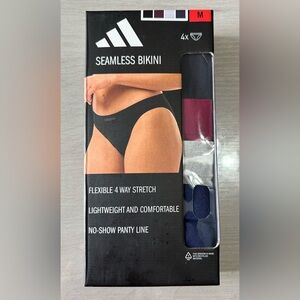 M
SEAMLESS BIKINI
4x
FLEXIBLE 4 WAY STRETCH
LIGHTWEIGHT AND COMFORTABLE
NO-SHOW PANTY LINE